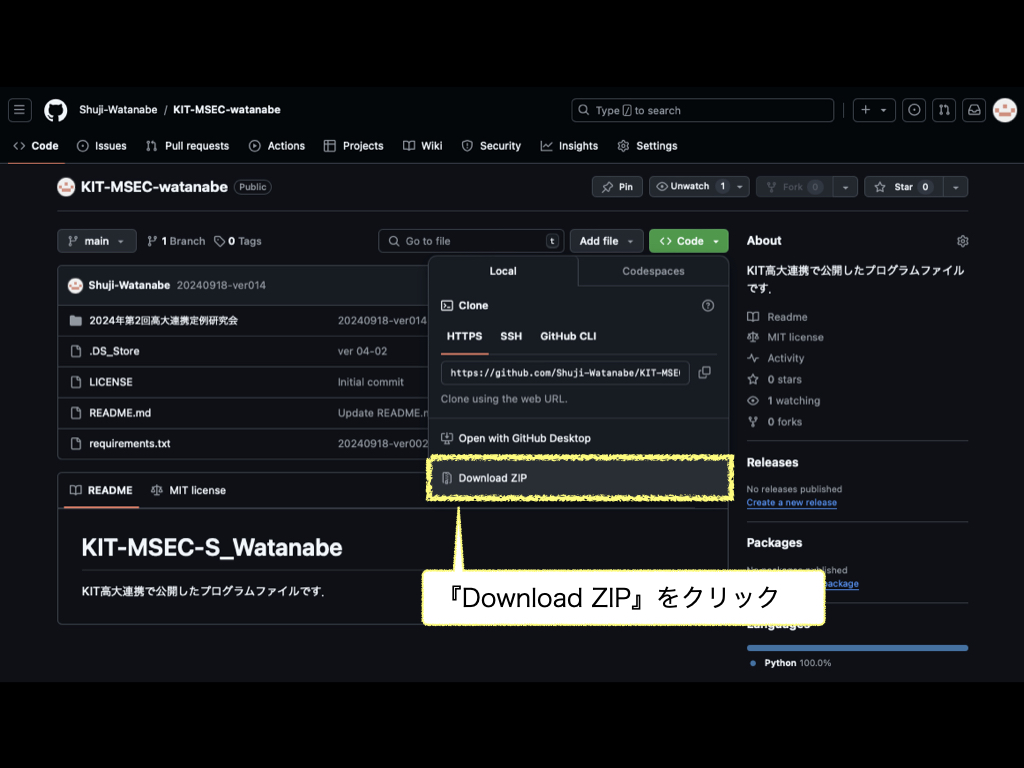 Shuji-Watanabe / KIT-MSEC-watanabe
Type / to search
Code Issues Pull requests Actions Projects Wiki Security Insights Settings
KIT-MSEC-watanabe Public
Pin Unwatch 1 Fork 0 Star 0
main 1 Branch 0 Tags
Go to file t
Add file Code
Shuji-Watanabe 20240918-ver014
2024年第2回高大連携定例研究会 20240918-ver014
.DS_Store ver 04-02
LICENSE Initial commit
README.md Update README.m
requirements.txt 20240918-ver002
Local Codespaces
Clone
HTTPS SSH GitHub CLI
https://github.com/Shuji-Watanabe/KIT-MSE
Clone using the web URL.
Open with GitHub Desktop
Download ZIP
README MIT license
KIT-MSEC-S_Watanabe
KIT高大連携で公開したプログラムファイルです.
『Download ZIP』をクリック
About
KIT高大連携で公開したプログラムファイル
です.
Readme
MIT license
Activity
0 stars
1 watching
0 forks
Releases
No releases published
Create a new release
Packages
published
package
Languages
Python 100.0%